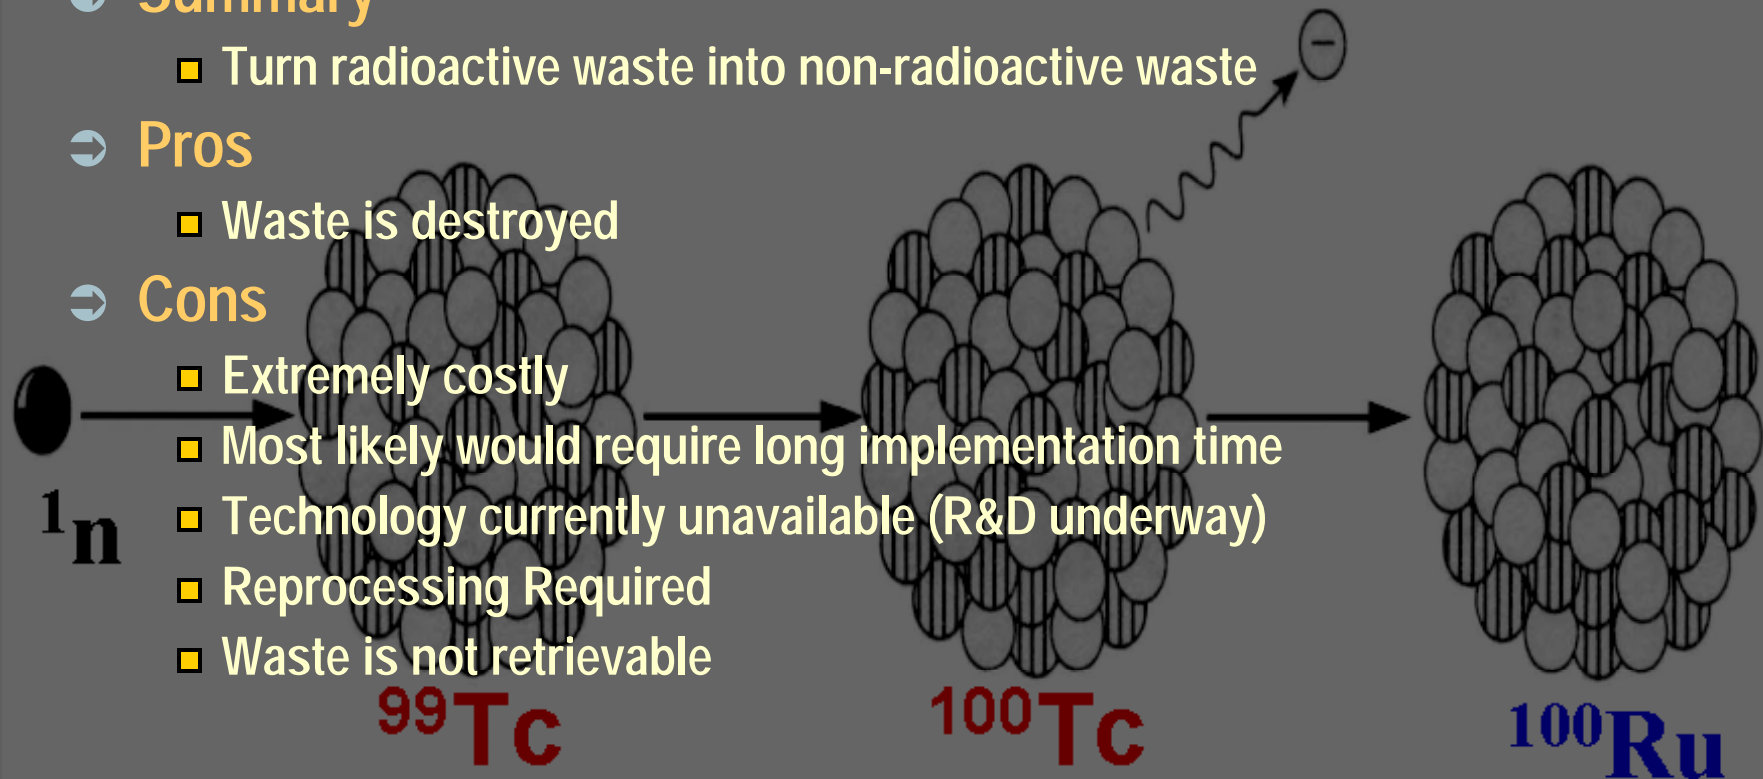 Summary
Turn radioactive waste into non-radioactive waste
Pros
Waste is destroyed
Cons
Extremely costly
Most likely would require long implementation time
Technology currently unavailable (R&D underway)
Reprocessing Required
Waste is not retrievable
¹n
⁹⁹Tc
¹⁰⁰Tc
¹⁰⁰Ru